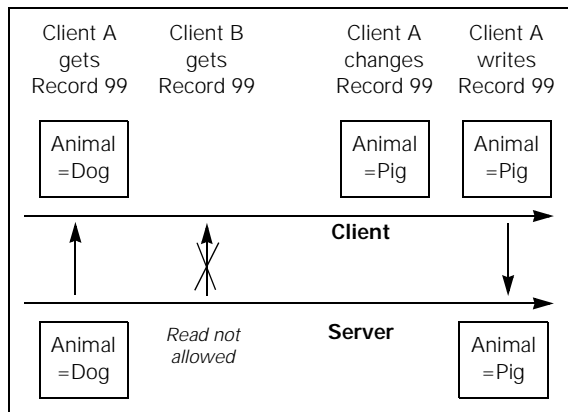 Client A
gets
Record 99
Client B
gets
Record 99
Client A
changes
Record 99
Client A
writes
Record 99
Animal
=Dog
Animal
=Pig
Animal
=Pig
Client
Animal
=Dog
Read not
allowed
Server
Animal
=Pig